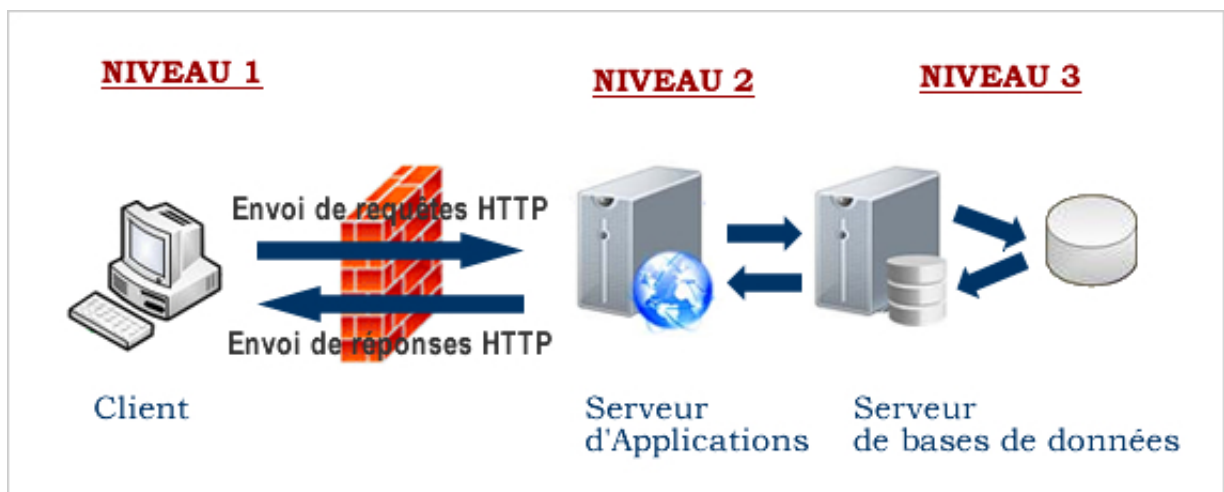 NIVEAU 1
NIVEAU 2
NIVEAU 3
Envoi de requêtes HTTP
Envoi de réponses HTTP
Client
Serveur
d'Applications
Serveur
de bases de données